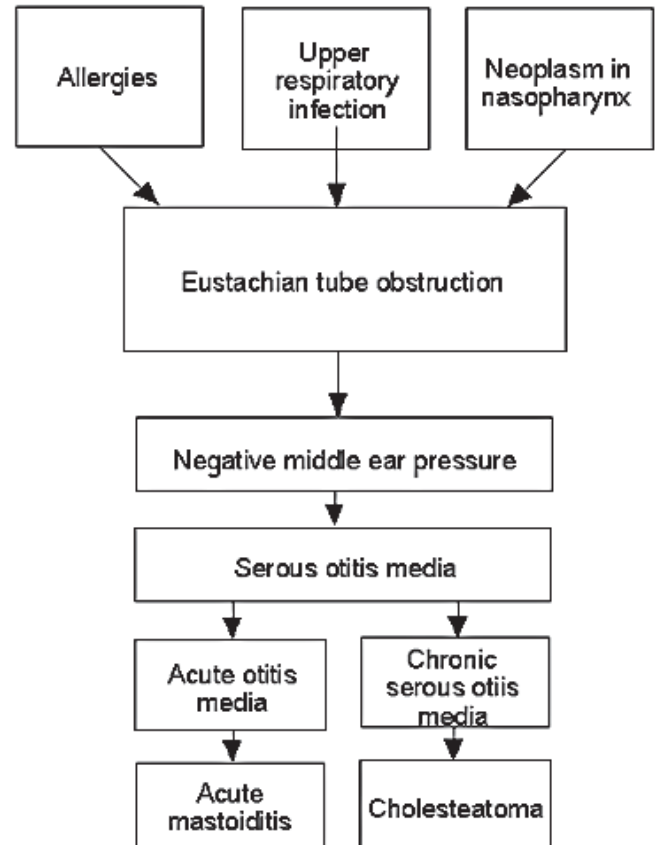 Allergies
Upper
respiratory
infection
Neoplasm in
nasopharynx
Eustachian tube obstruction
Negative middle ear pressure
Serous otitis media
Acute otitis
media
Chronic
serous otiis
media
Acute
mastoiditis
Cholesteatoma